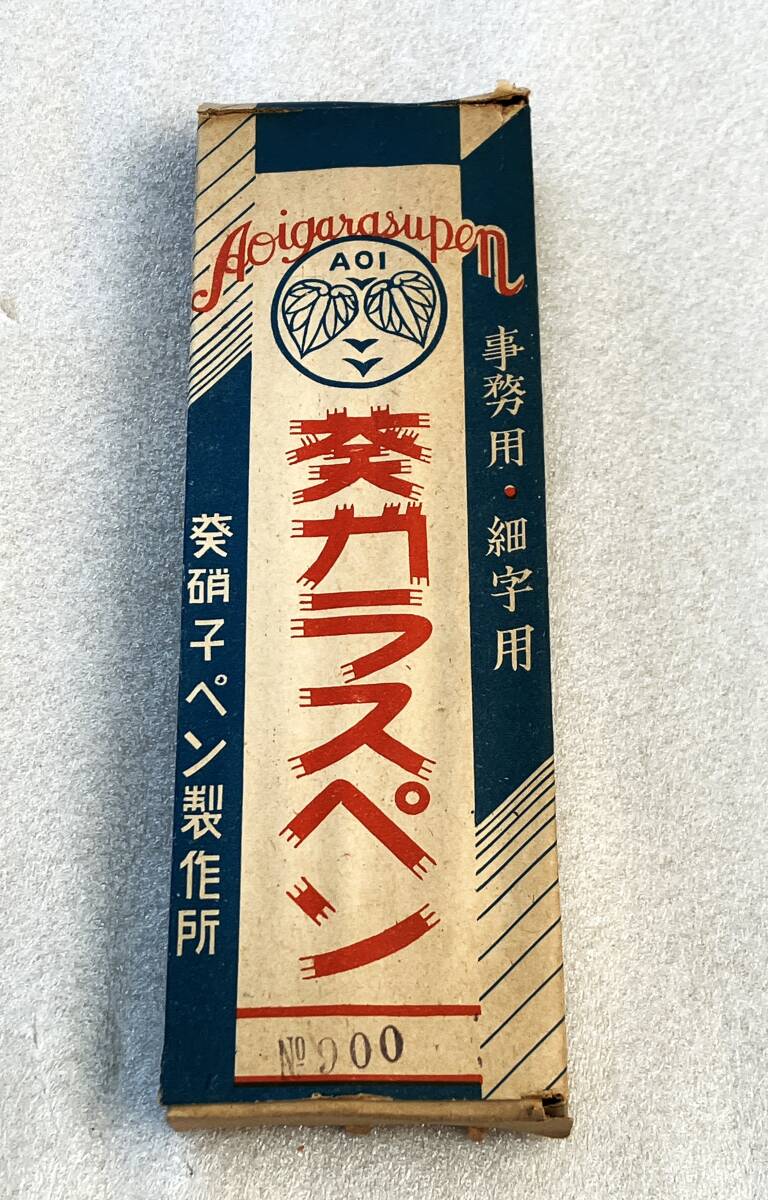 Aoigarasupen
AOI
事務用・細字用
葵ガラスペン
葵硝子ペン製作所
№900